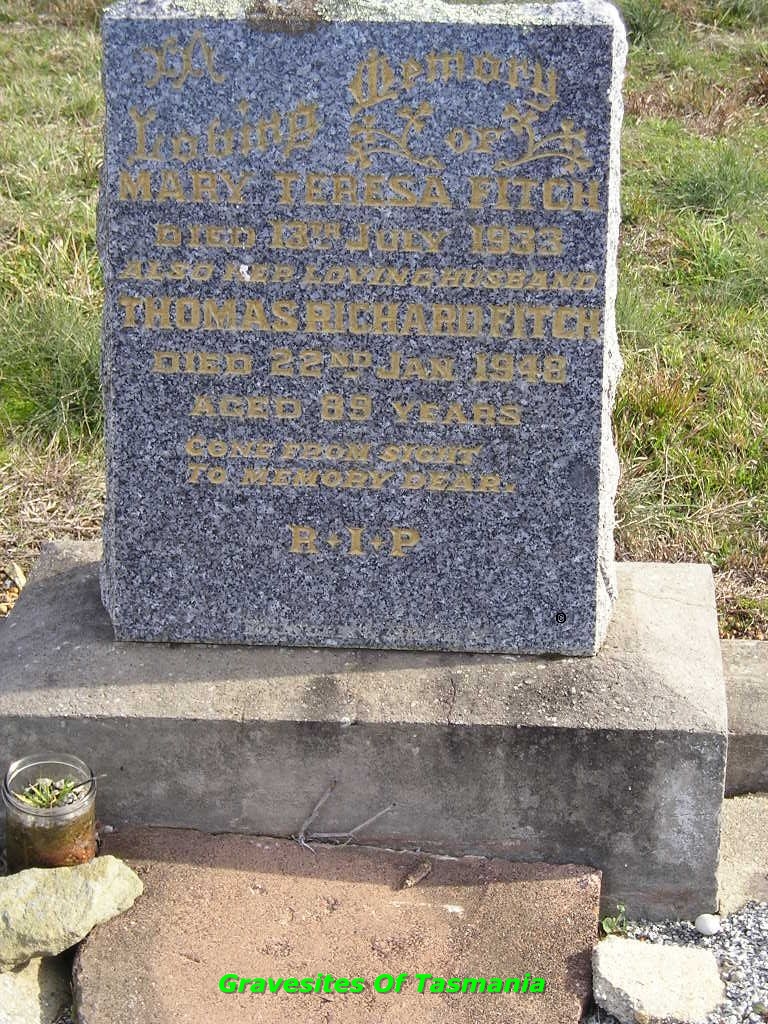 In
Loving Memory of
MARY TERESA FITCH
DIED 13TH JULY 1933
ALSO HER LOVING HUSBAND
THOMAS RICHARD FITCH
DIED 22ND JAN 1948
AGED 89 YEARS
GONE FROM SIGHT
TO MEMORY DEAR.
R·I·P
Gravesites Of Tasmania